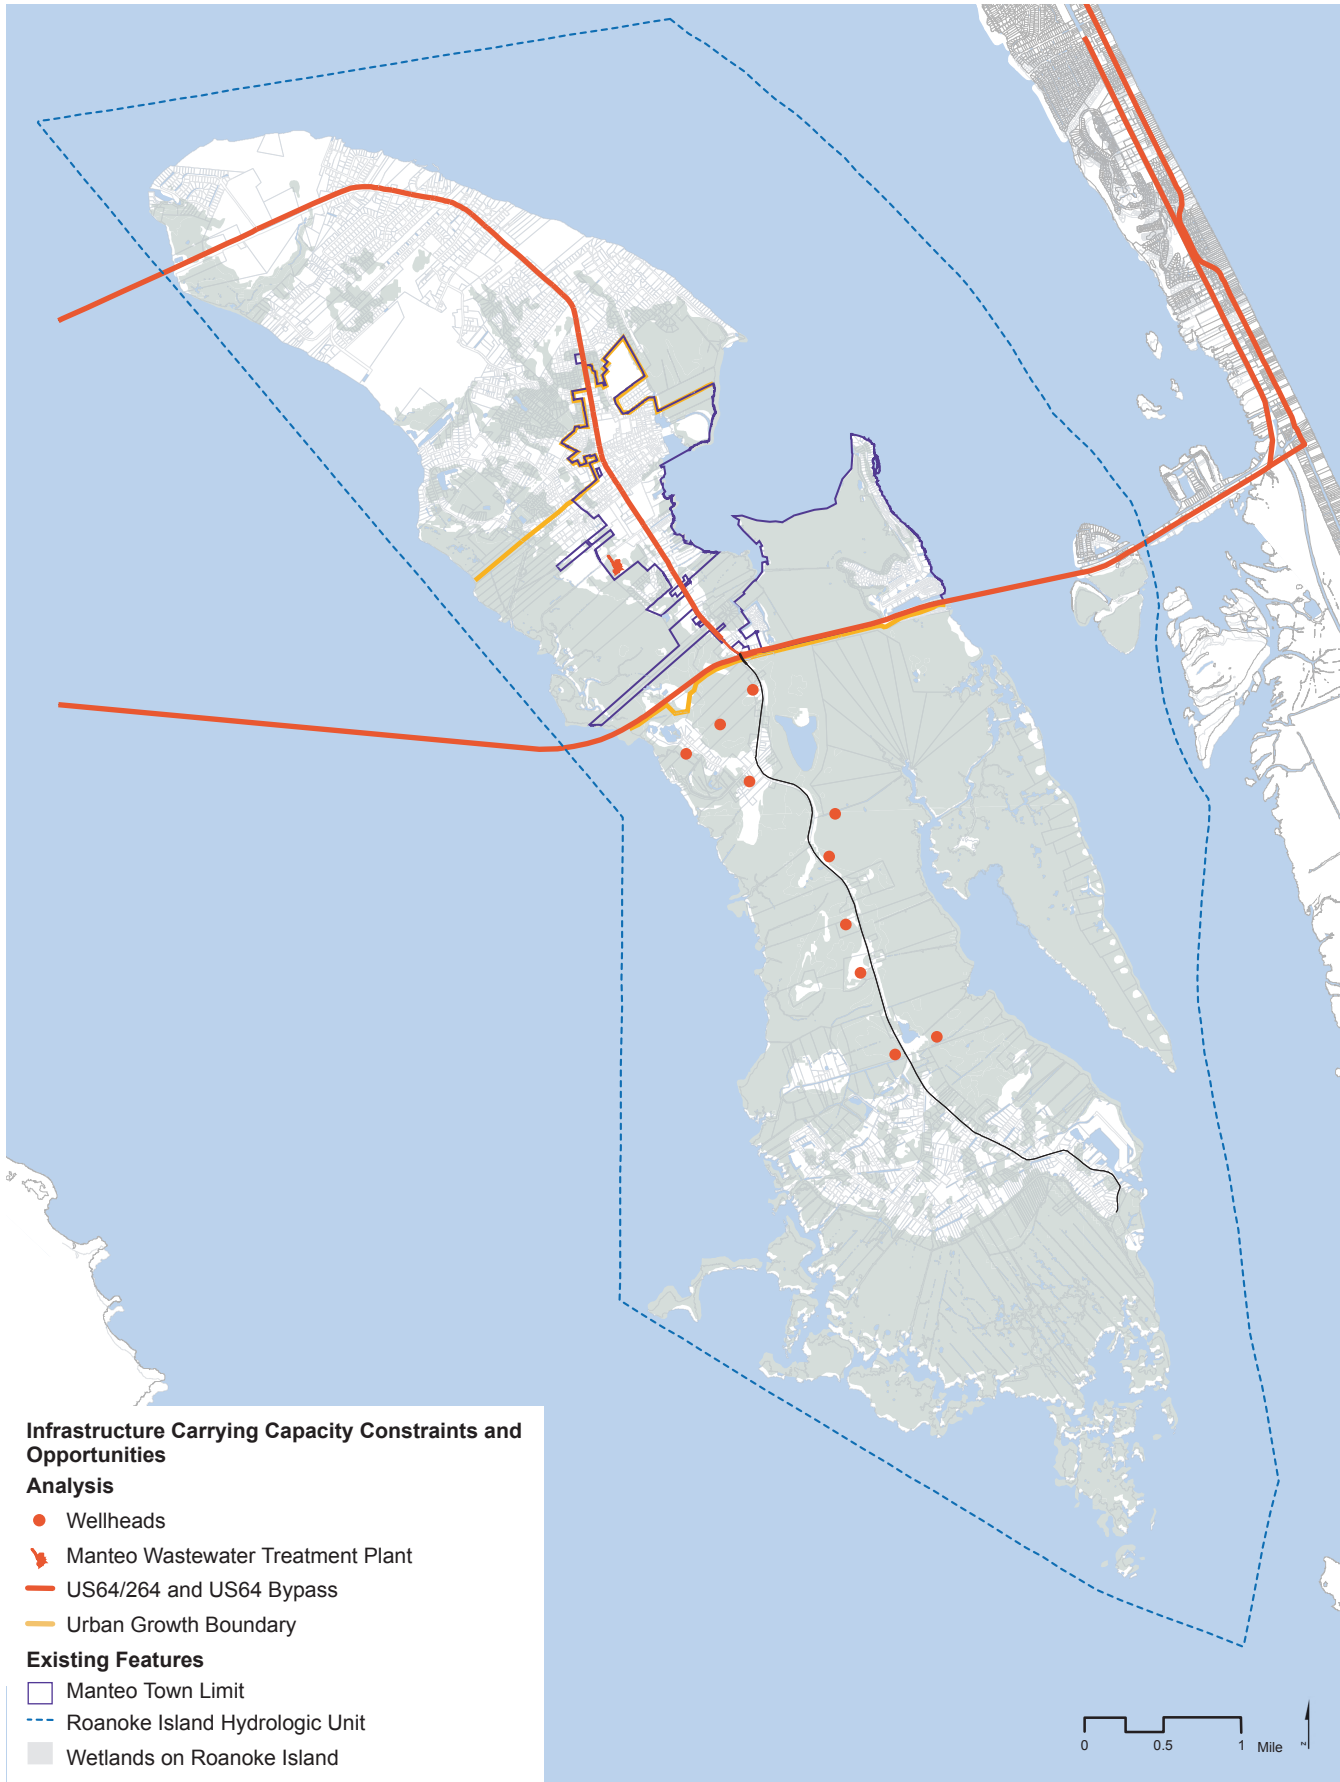 Infrastructure Carrying Capacity Constraints and
Opportunities
Analysis
Wellheads
Manteo Wastewater Treatment Plant
US64/264 and US64 Bypass
Urban Growth Boundary
Existing Features
Manteo Town Limit
Roanoke Island Hydrologic Unit
Wetlands on Roanoke Island
0 0.5 1 Mile
N